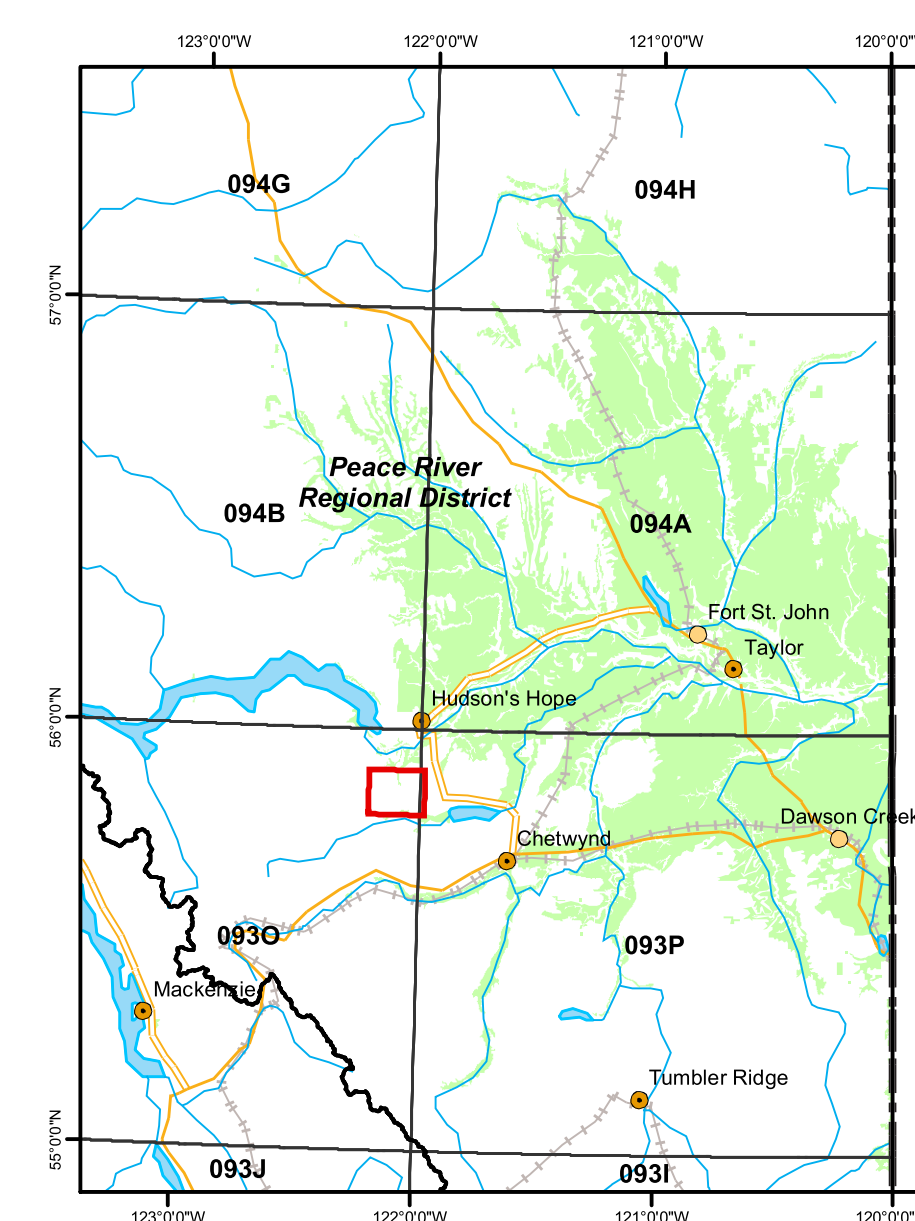 123°0'0"W
122°0'0"W
121°0'0"W
120°0'0"
094G
094H
57°0'0"N
Peace River
Regional District
094B
094A
Fort St. John
Taylor
Hudson's Hope
56°0'0"N
Dawson Creek
Chetwynd
093O
093P
Mackenzie
Tumbler Ridge
55°0'0"N
093J
093I
123°0'0"W
122°0'0"W
121°0'0"W
120°0'0"